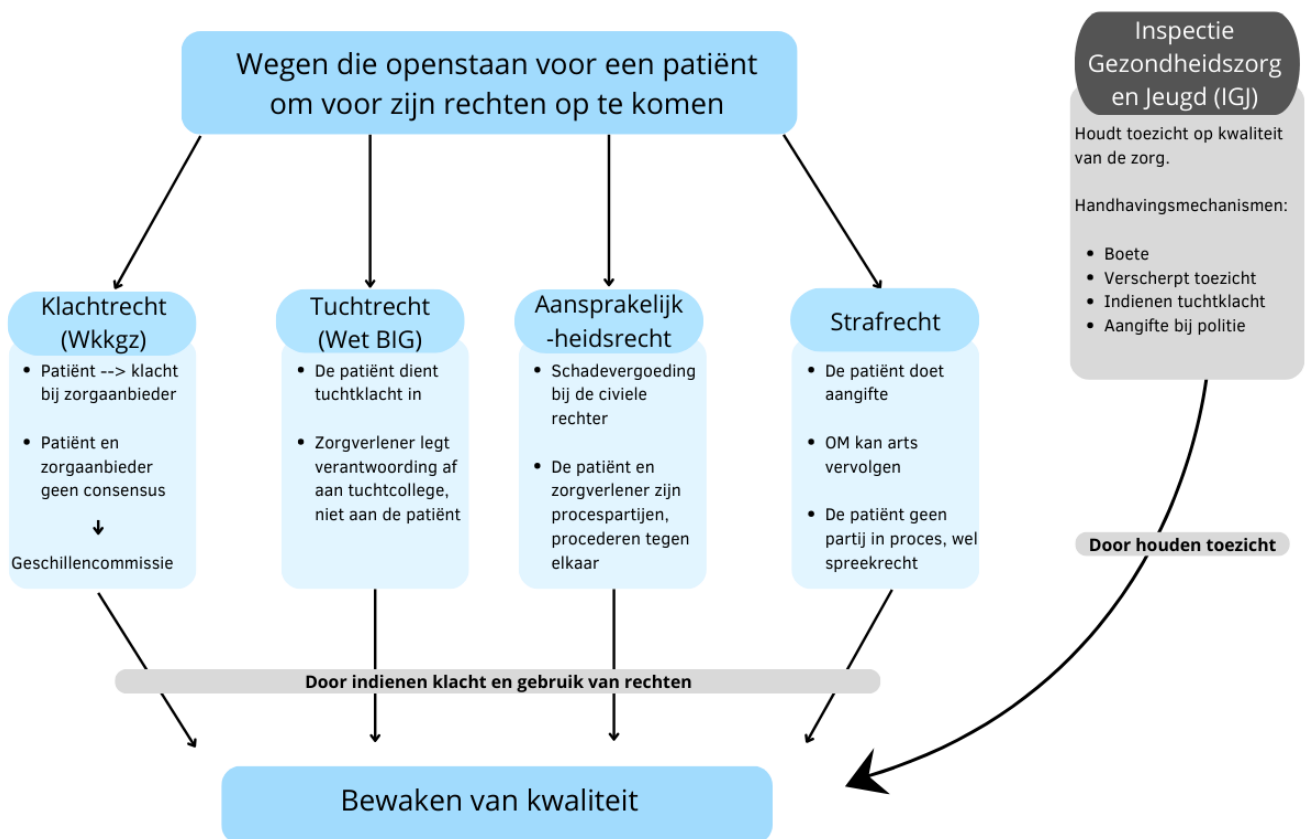 Wegen die openstaan voor een patiënt
om voor zijn rechten op te komen
Inspectie
Gezondheidszorg
en Jeugd (IGJ)
Houdt toezicht op kwaliteit
van de zorg.
Handhavingsmechanismen:
• Boete
• Verscherpt toezicht
• Indienen tuchtklacht
• Aangifte bij politie
Klachtrecht
(Wkkgz)
• Patiënt --> klacht
bij zorgaanbieder
• Patiënt en
zorgaanbieder
geen consensus
Geschillencommissie
Tuchtrecht
(Wet BIG)
• De patiënt dient
tuchtklacht in
• Zorgverlener legt
verantwoording af
aan tuchtcollege,
niet aan de patiënt
Aansprakelijk
-heidsrecht
• Schadevergoeding
bij de civiele
rechter
• De patiënt en
zorgverlener zijn
procespartijen,
procederen tegen
elkaar
Strafrecht
• De patiënt doet
aangifte
• OM kan arts
vervolgen
• De patiënt geen
partij in proces, wel
spreekrecht
Door houden toezicht
Door indienen klacht en gebruik van rechten
Bewaken van kwaliteit